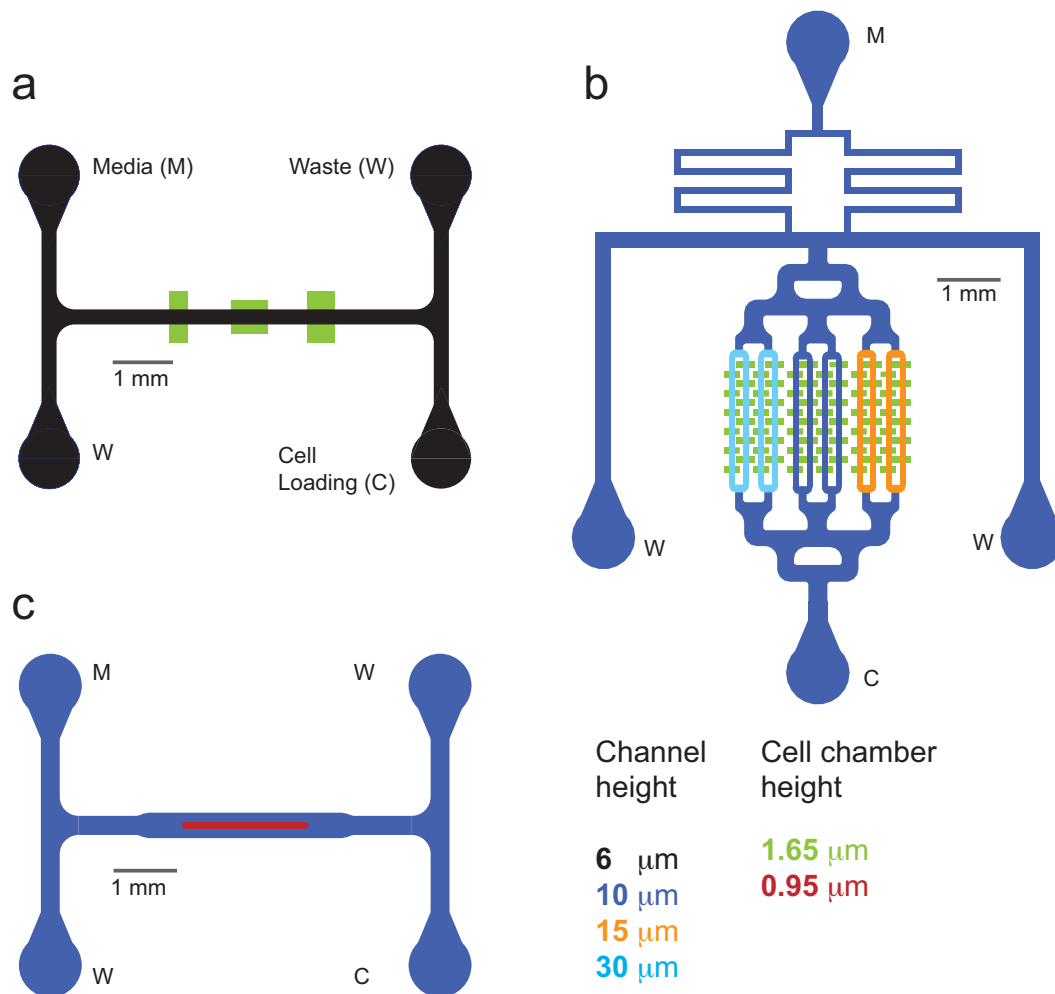 a
Media (M)
Waste (W)
1 mm
W
Cell
Loading (C)
b
M
1 mm
W
W
C
c
M
W
1 mm
W
C
Channel
height
6 μm
10 μm
15 μm
30 μm
Cell chamber
height
1.65 μm
0.95 μm